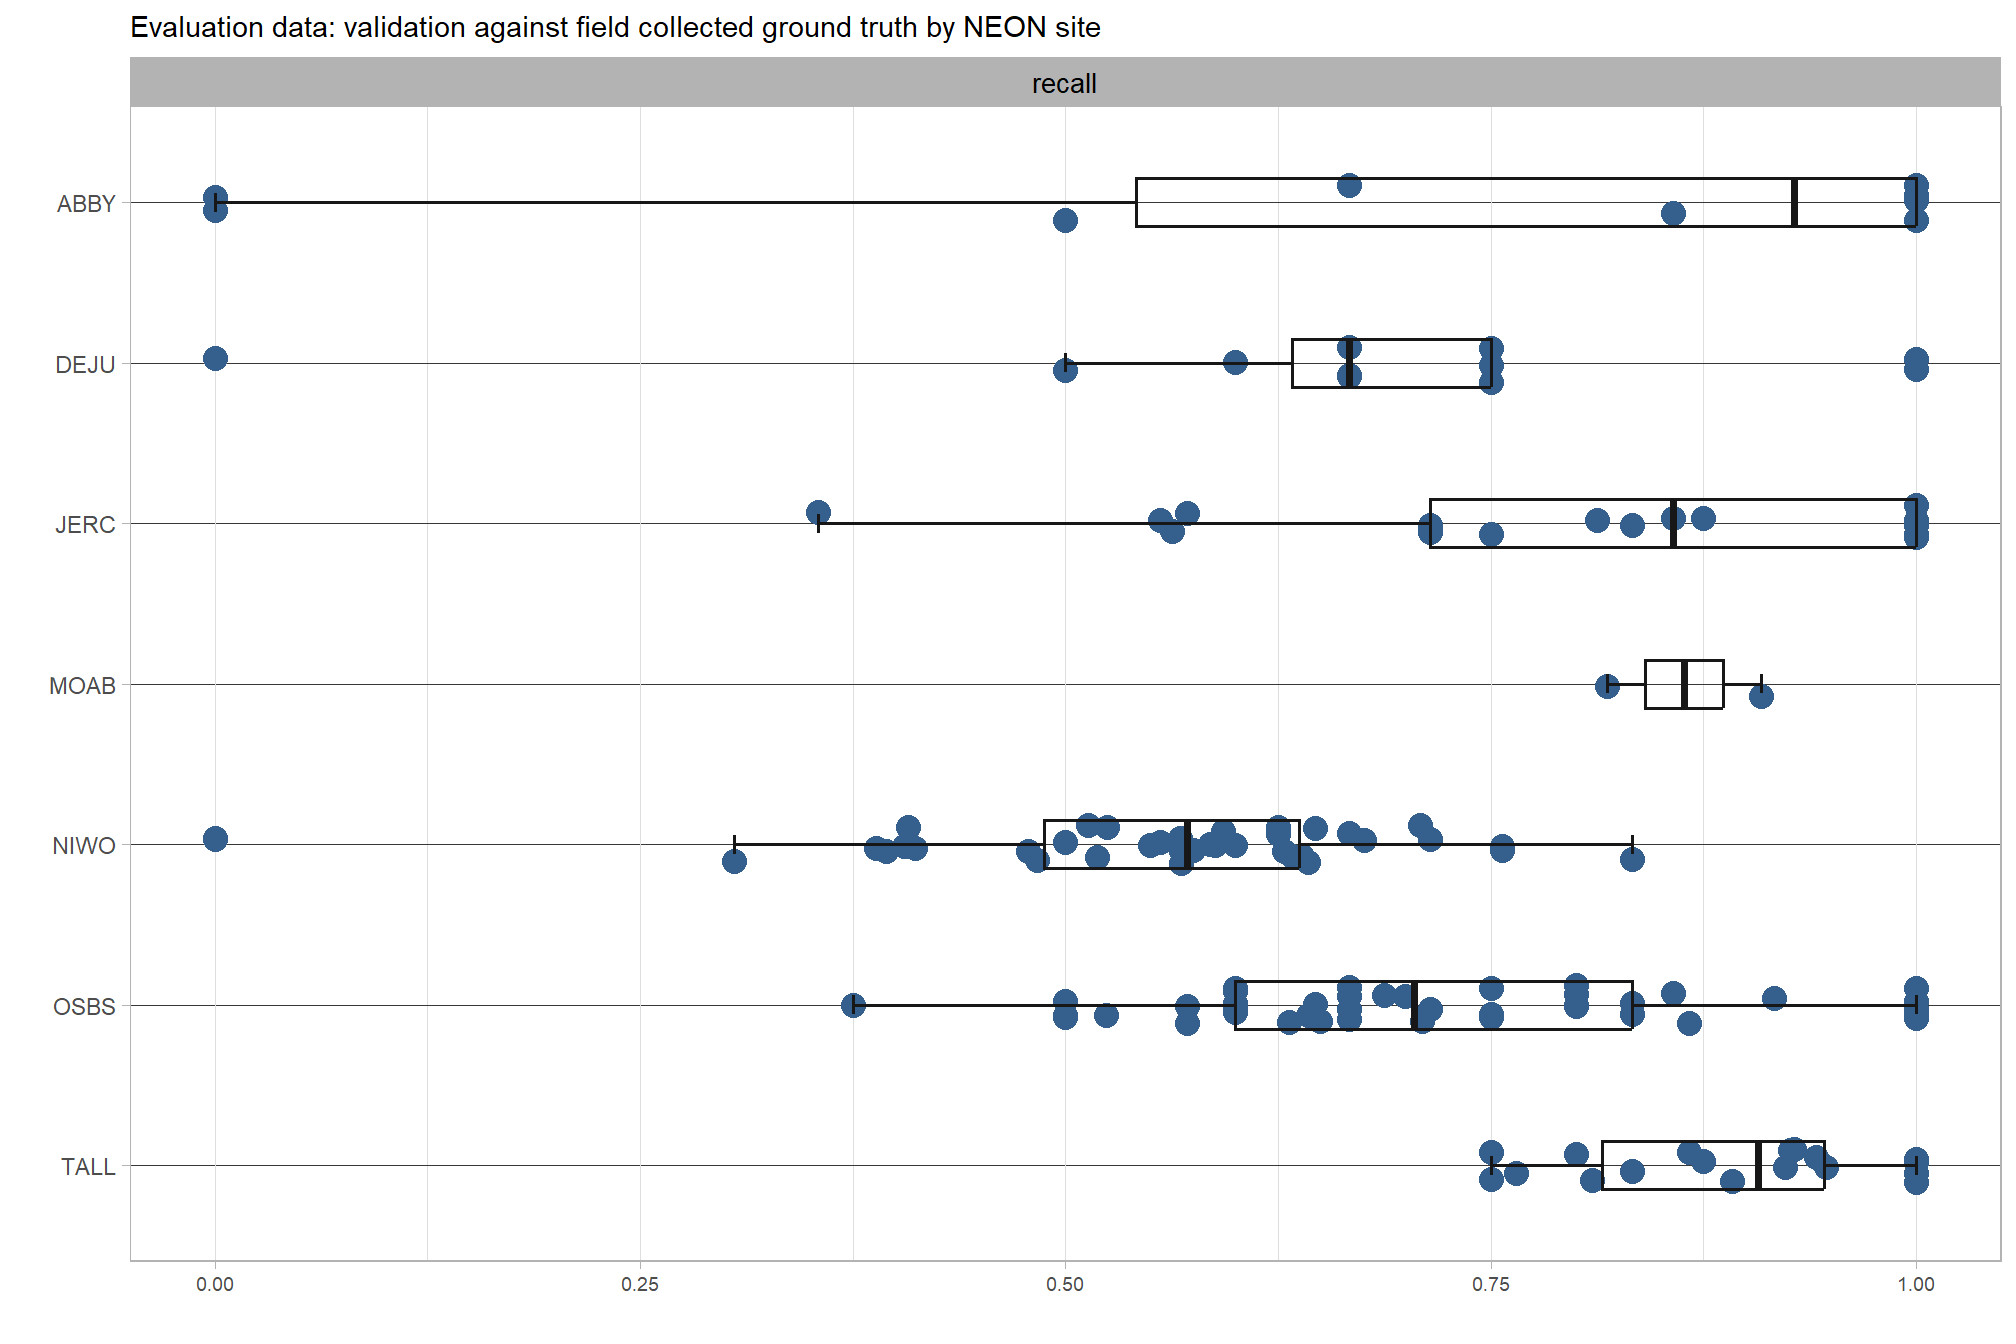 Evaluation data: validation against field collected ground truth by NEON site
recall
ABBY
DEJU
JERC
MOAB
NIWO
OSBS
TALL
0.00 0.25 0.50 0.75 1.00